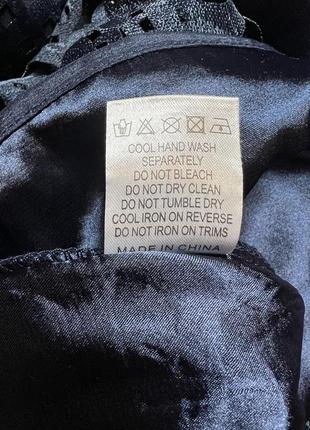 COOL HAND WASH
SEPARATELY
DO NOT BLEACH
DO NOT DRY CLEAN
DO NOT TUMBLE DRY
COOL IRON ON REVERSE
DO NOT IRON ON TRIMS
MADE IN CHINA